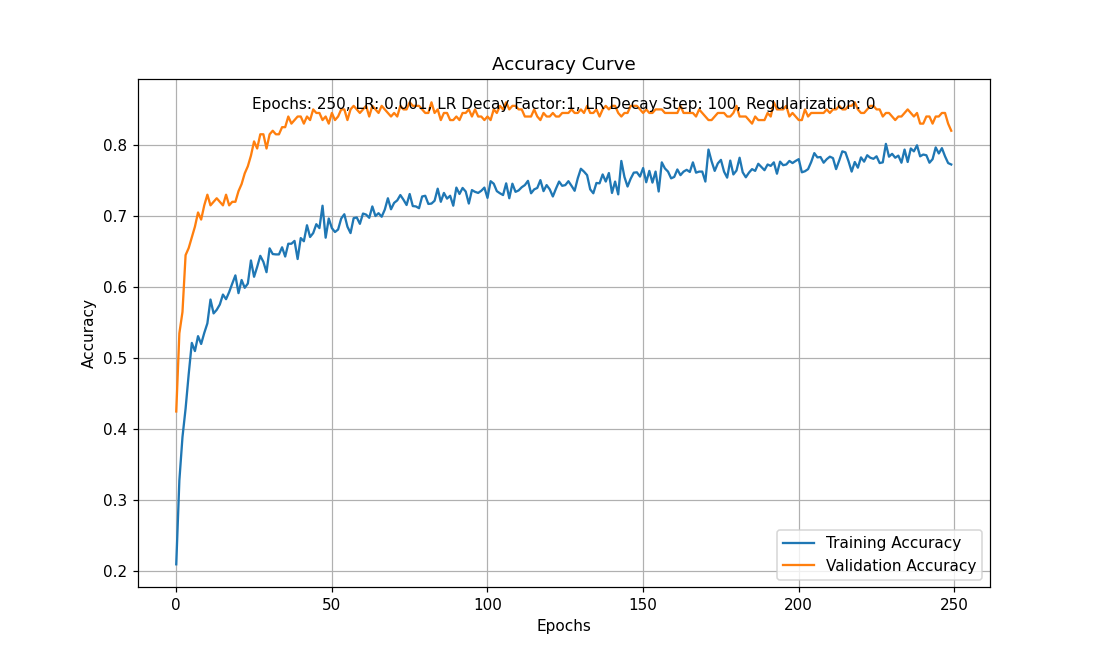 Accuracy Curve
Epochs: 250, LR: 0.001, LR Decay Factor:1, LR Decay Step: 100, Regularization: 0
Accuracy
0.8
0.7
0.6
0.5
0.4
0.3
0.2
Training Accuracy
Validation Accuracy
0 50 100 150 200 250
Epochs